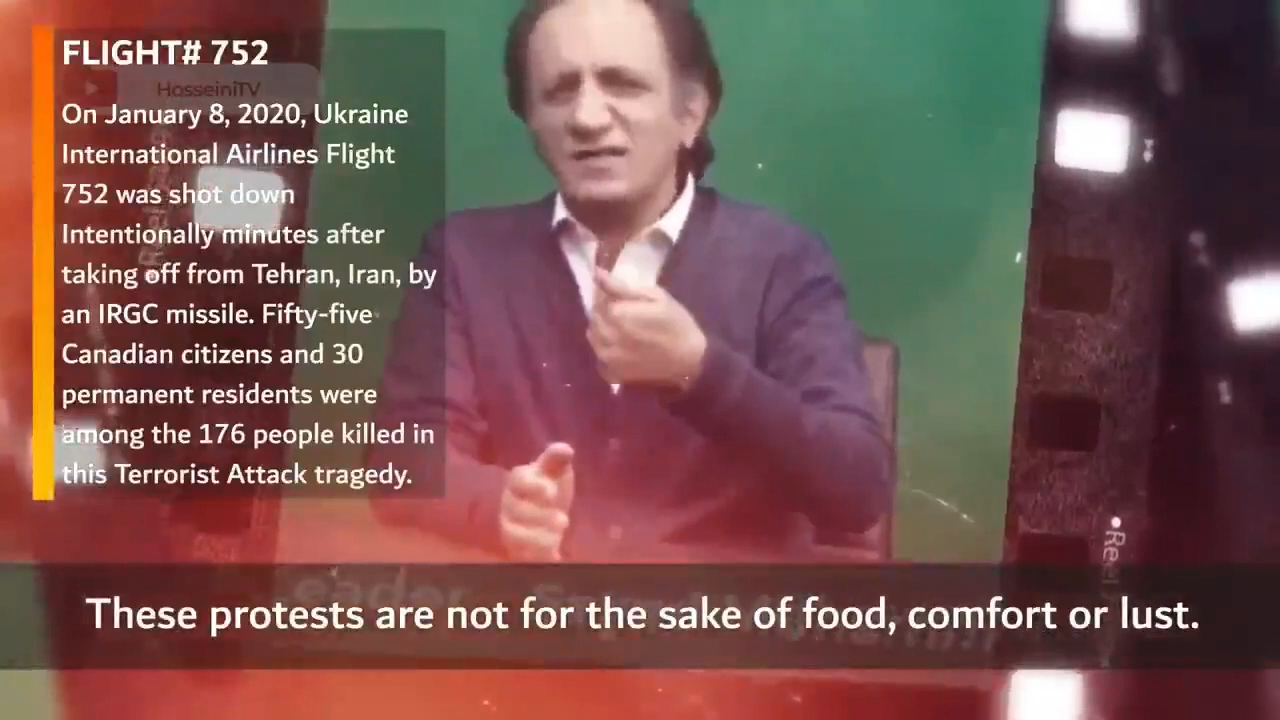 FLIGHT# 752
HosseiniTV
On January 8, 2020, Ukraine
International Airlines Flight
752 was shot down
Intentionally minutes after
taking off from Tehran, Iran, by
an IRGC missile. Fifty-five
Canadian citizens and 30
permanent residents were
among the 176 people killed in
this Terrorist Attack tragedy.
These protests are not for the sake of food, comfort or lust.